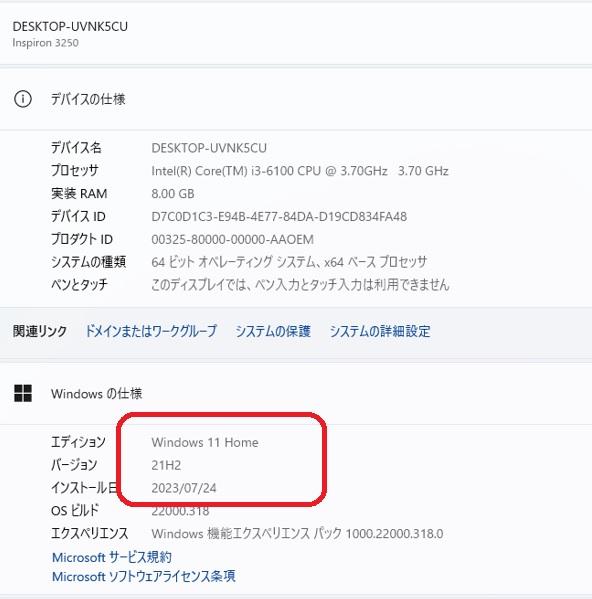 DESKTOP-UVNK5CU
Inspiron 3250
デバイスの仕様
デバイス名 DESKTOP-UVNK5CU
プロセッサ Intel(R) Core(TM) i3-6100 CPU @ 3.70GHz 3.70 GHz
実装 RAM 8.00 GB
デバイス ID D7C0D1C3-E94B-4E77-84DA-D19CD834FA48
プロダクト ID 00325-80000-00000-AAOEM
システムの種類 64 ビット オペレーティング システム、x64 ベース プロセッサ
ペンとタッチ このディスプレイでは、ペン入力とタッチ入力は利用できません
関連リンク ドメインまたはワークグループ システムの保護 システムの詳細設定
Windows の仕様
エディション Windows 11 Home
バージョン 21H2
インストール日 2023/07/24
OS ビルド 22000.318
エクスペリエンス Windows 機能エクスペリエンス パック 1000.22000.318.0
Microsoft サービス規約
Microsoft ソフトウェアライセンス条項